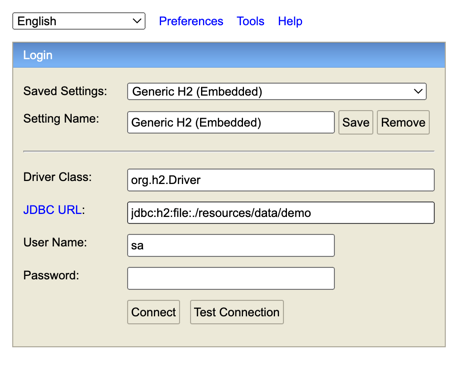 English Preferences Tools Help
Login
Saved Settings: Generic H2 (Embedded)
Setting Name: Generic H2 (Embedded) Save Remove
Driver Class: org.h2.Driver
JDBC URL: jdbc:h2:file:./resources/data/demo
User Name: sa
Password:
Connect Test Connection